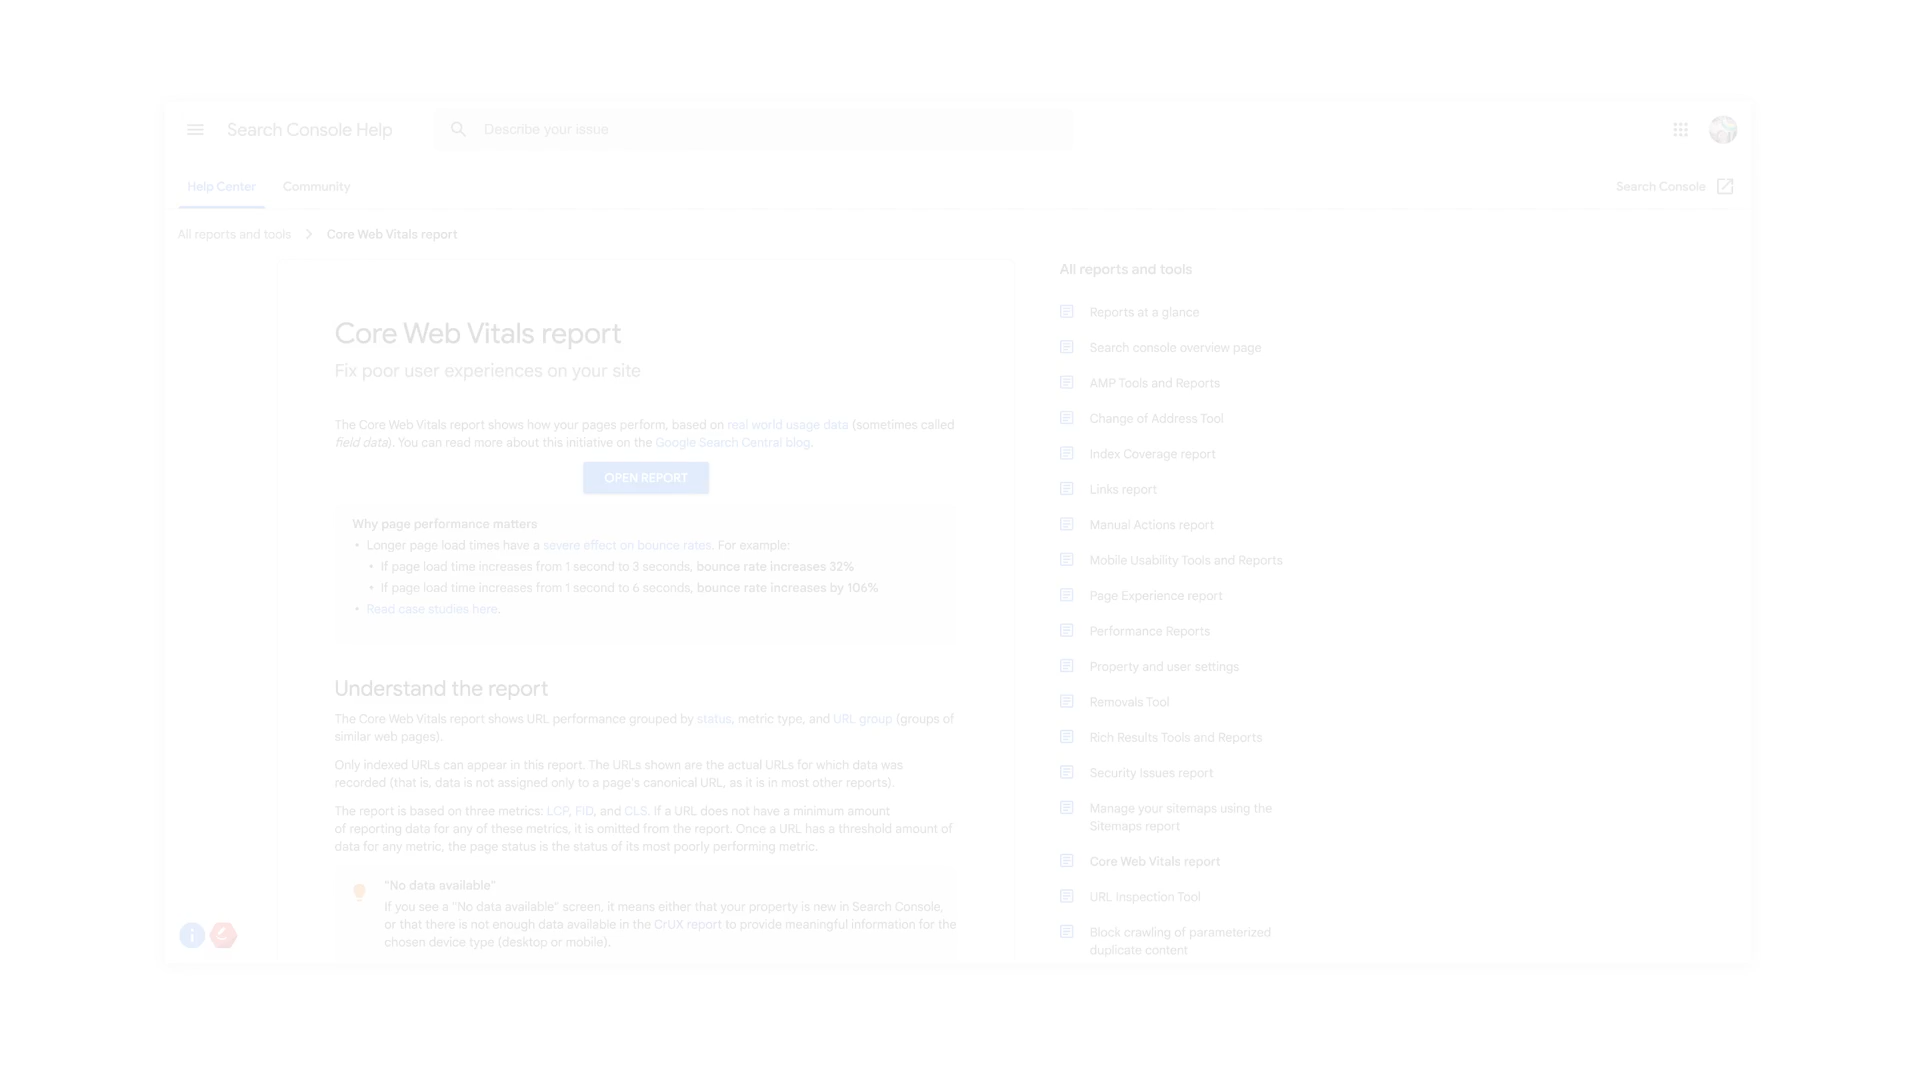 Search Console Help
Describe your issue
Help Center
Community
Search Console
All reports and tools
Core Web Vitals report
Core Web Vitals report
Fix poor user experiences on your site
The Core Web Vitals report shows how your pages perform, based on real world usage data (sometimes called
field data). You can read more about this initiative on the Google Search Central blog.
OPEN REPORT
Why page performance matters
• Longer page load times have a severe effect on bounce rates. For example:
• If page load time increases from 1 second to 3 seconds, bounce rate increases 32%
• If page load time increases from 1 second to 6 seconds, bounce rate increases by 106%
• Read case studies here.
Understand the report
The Core Web Vitals report shows URL performance grouped by status, metric type, and URL group (groups of
similar web pages).
Only indexed URLs can appear in this report. The URLs shown are the actual URLs for which data was
recorded (that is, data is not assigned only to a page's canonical URL, as it is in most other reports).
The report is based on three metrics: LCP, FID, and CLS. If a URL does not have a minimum amount
of reporting data for any of these metrics, it is omitted from the report. Once a URL has a threshold amount of
data for any metric, the page status is the status of its most poorly performing metric.
"No data available"
If you see a "No data available" screen, it means either that your property is new in Search Console,
or that there is not enough data available in the CrUX report to provide meaningful information for the
chosen device type (desktop or mobile).
All reports and tools
Reports at a glance
Search console overview page
AMP Tools and Reports
Change of Address Tool
Index Coverage report
Links report
Manual Actions report
Mobile Usability Tools and Reports
Page Experience report
Performance Reports
Property and user settings
Removals Tool
Rich Results Tools and Reports
Security Issues report
Manage your sitemaps using the
Sitemaps report
Core Web Vitals report
URL Inspection Tool
Block crawling of parameterized
duplicate content